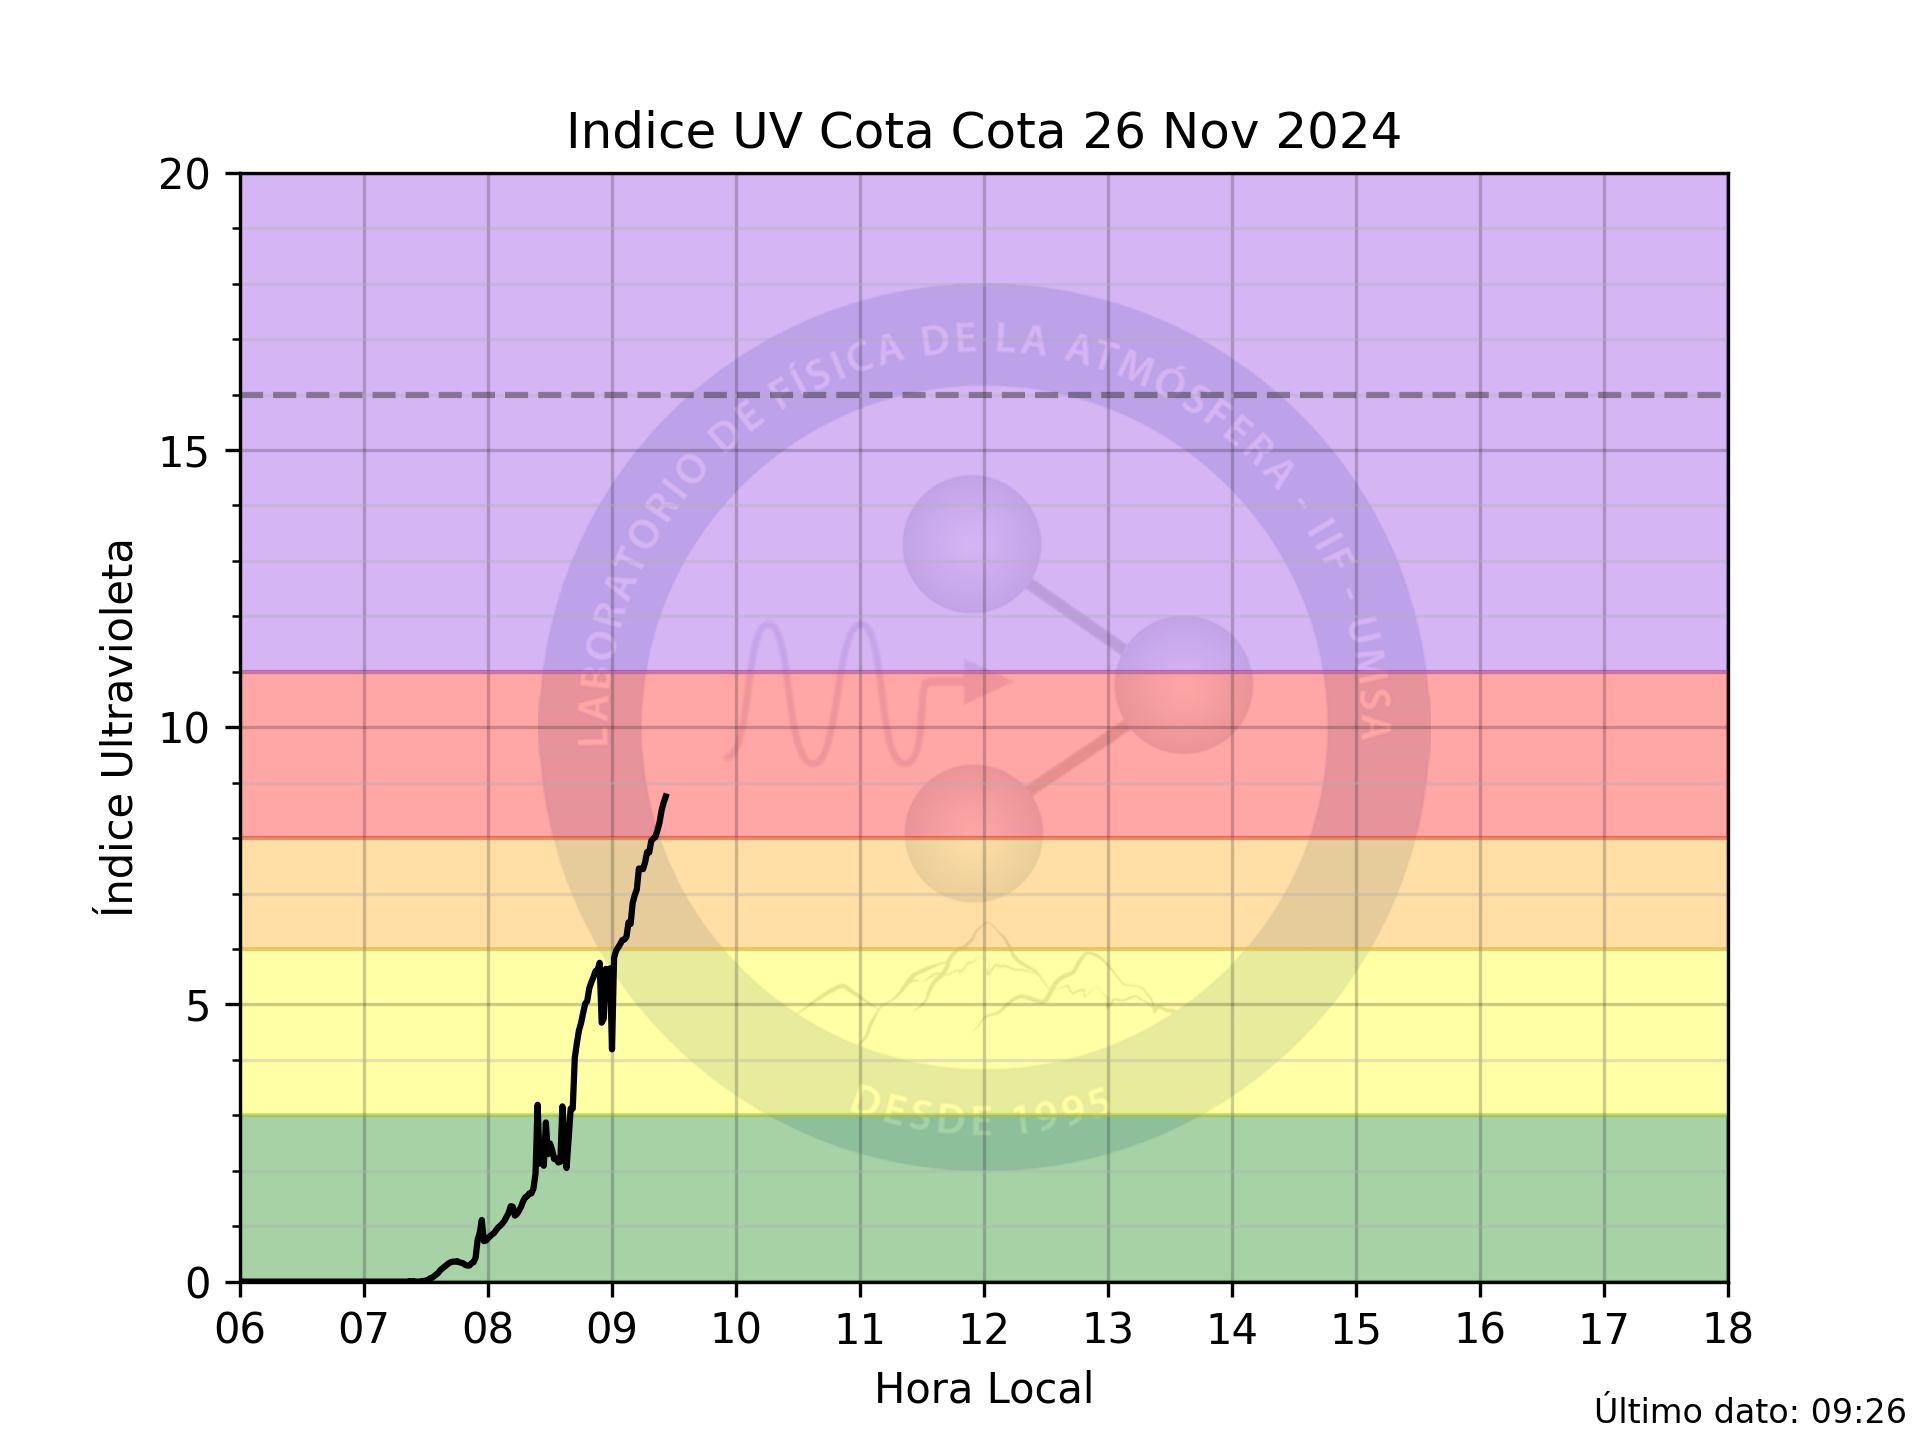 Indice UV Cota Cota 26 Nov 2024
20
15
10
5
0
Índice Ultravioleta
LABORATORIO DE FÍSICA DE LA ATMÓSFERA - IIF - UMSA
DESDE 1995
06 07 08 09 10 11 12 13 14 15 16 17 18
Hora Local
Último dato: 09:26